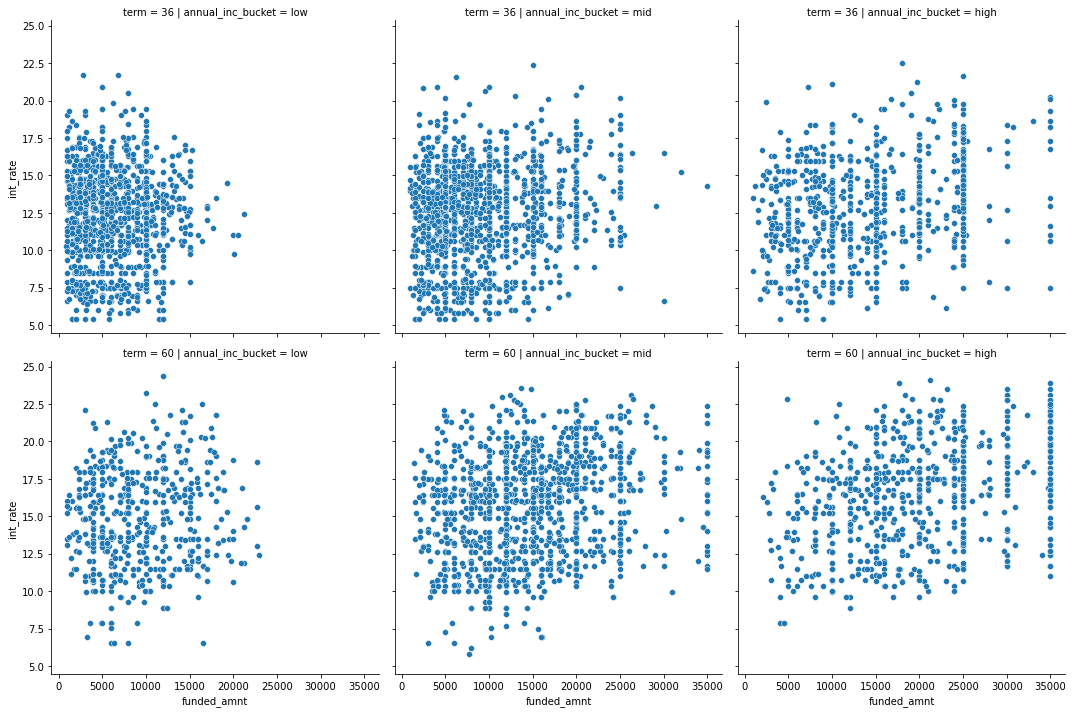 term = 36 | annual_inc_bucket = low
term = 36 | annual_inc_bucket = mid
term = 36 | annual_inc_bucket = high
25.0
22.5
20.0
17.5
15.0
12.5
10.0
7.5
5.0
int_rate
term = 60 | annual_inc_bucket = low
term = 60 | annual_inc_bucket = mid
term = 60 | annual_inc_bucket = high
25.0
22.5
20.0
17.5
15.0
12.5
10.0
7.5
5.0
int_rate
0 5000 10000 15000 20000 25000 30000 35000
0 5000 10000 15000 20000 25000 30000 35000
0 5000 10000 15000 20000 25000 30000 35000
funded_amnt
funded_amnt
funded_amnt